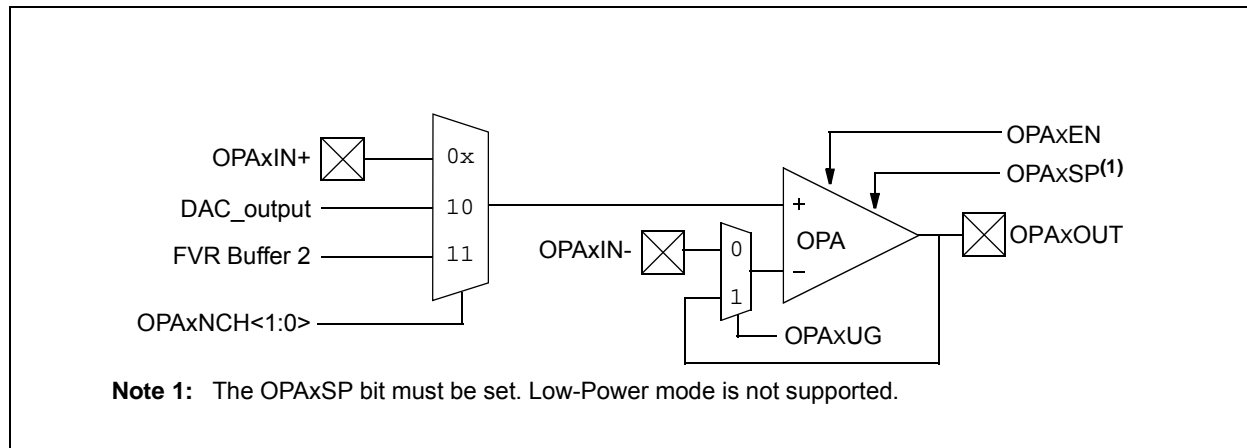 OPAxEN
OPAxIN+
0x
OPAxSP(1)
DAC_output
10
+
OPAxIN-
0
OPA
OPAxOUT
FVR Buffer 2
11
−
1
OPAxNCH<1:0>
OPAxUG
Note 1: The OPAxSP bit must be set. Low-Power mode is not supported.